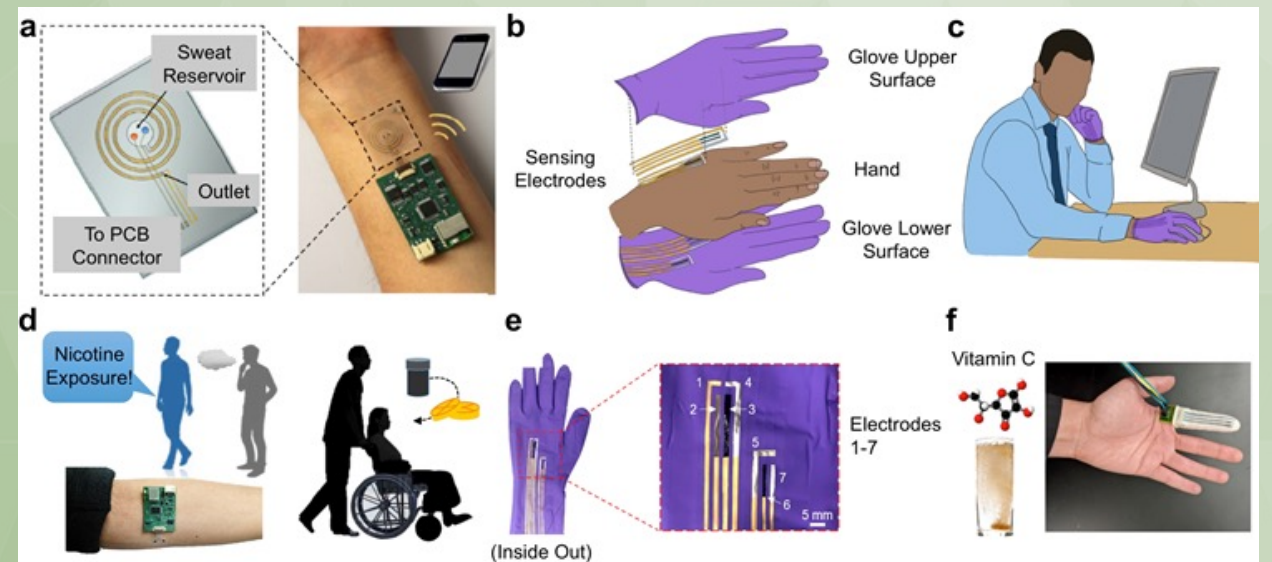 a
Sweat
Reservoir
Outlet
To PCB
Connector
b
Glove Upper
Surface
Sensing
Electrodes
Hand
Glove Lower
Surface
c
d
Nicotine
Exposure!
e
(Inside Out)
1
4
2
3
5
7
6
5 mm
Electrodes
1-7
f
Vitamin C